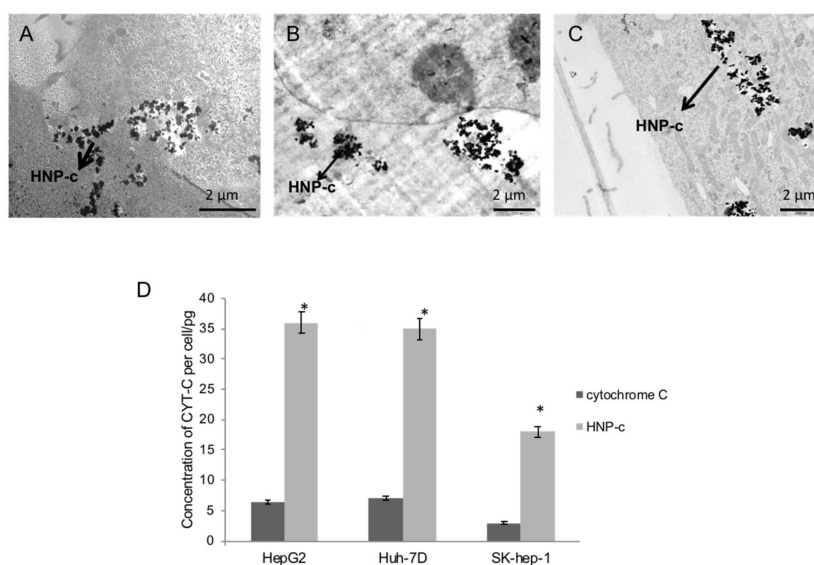 A
HNP-c
2 µm
B
HNP-c
2 µm
C
HNP-c
2 µm
D
Concentration of CYT-C per cell/pg
40
35
30
25
20
15
10
5
0
*
*
*
HepG2
Huh-7D
SK-hep-1
cytochrome C
HNP-c